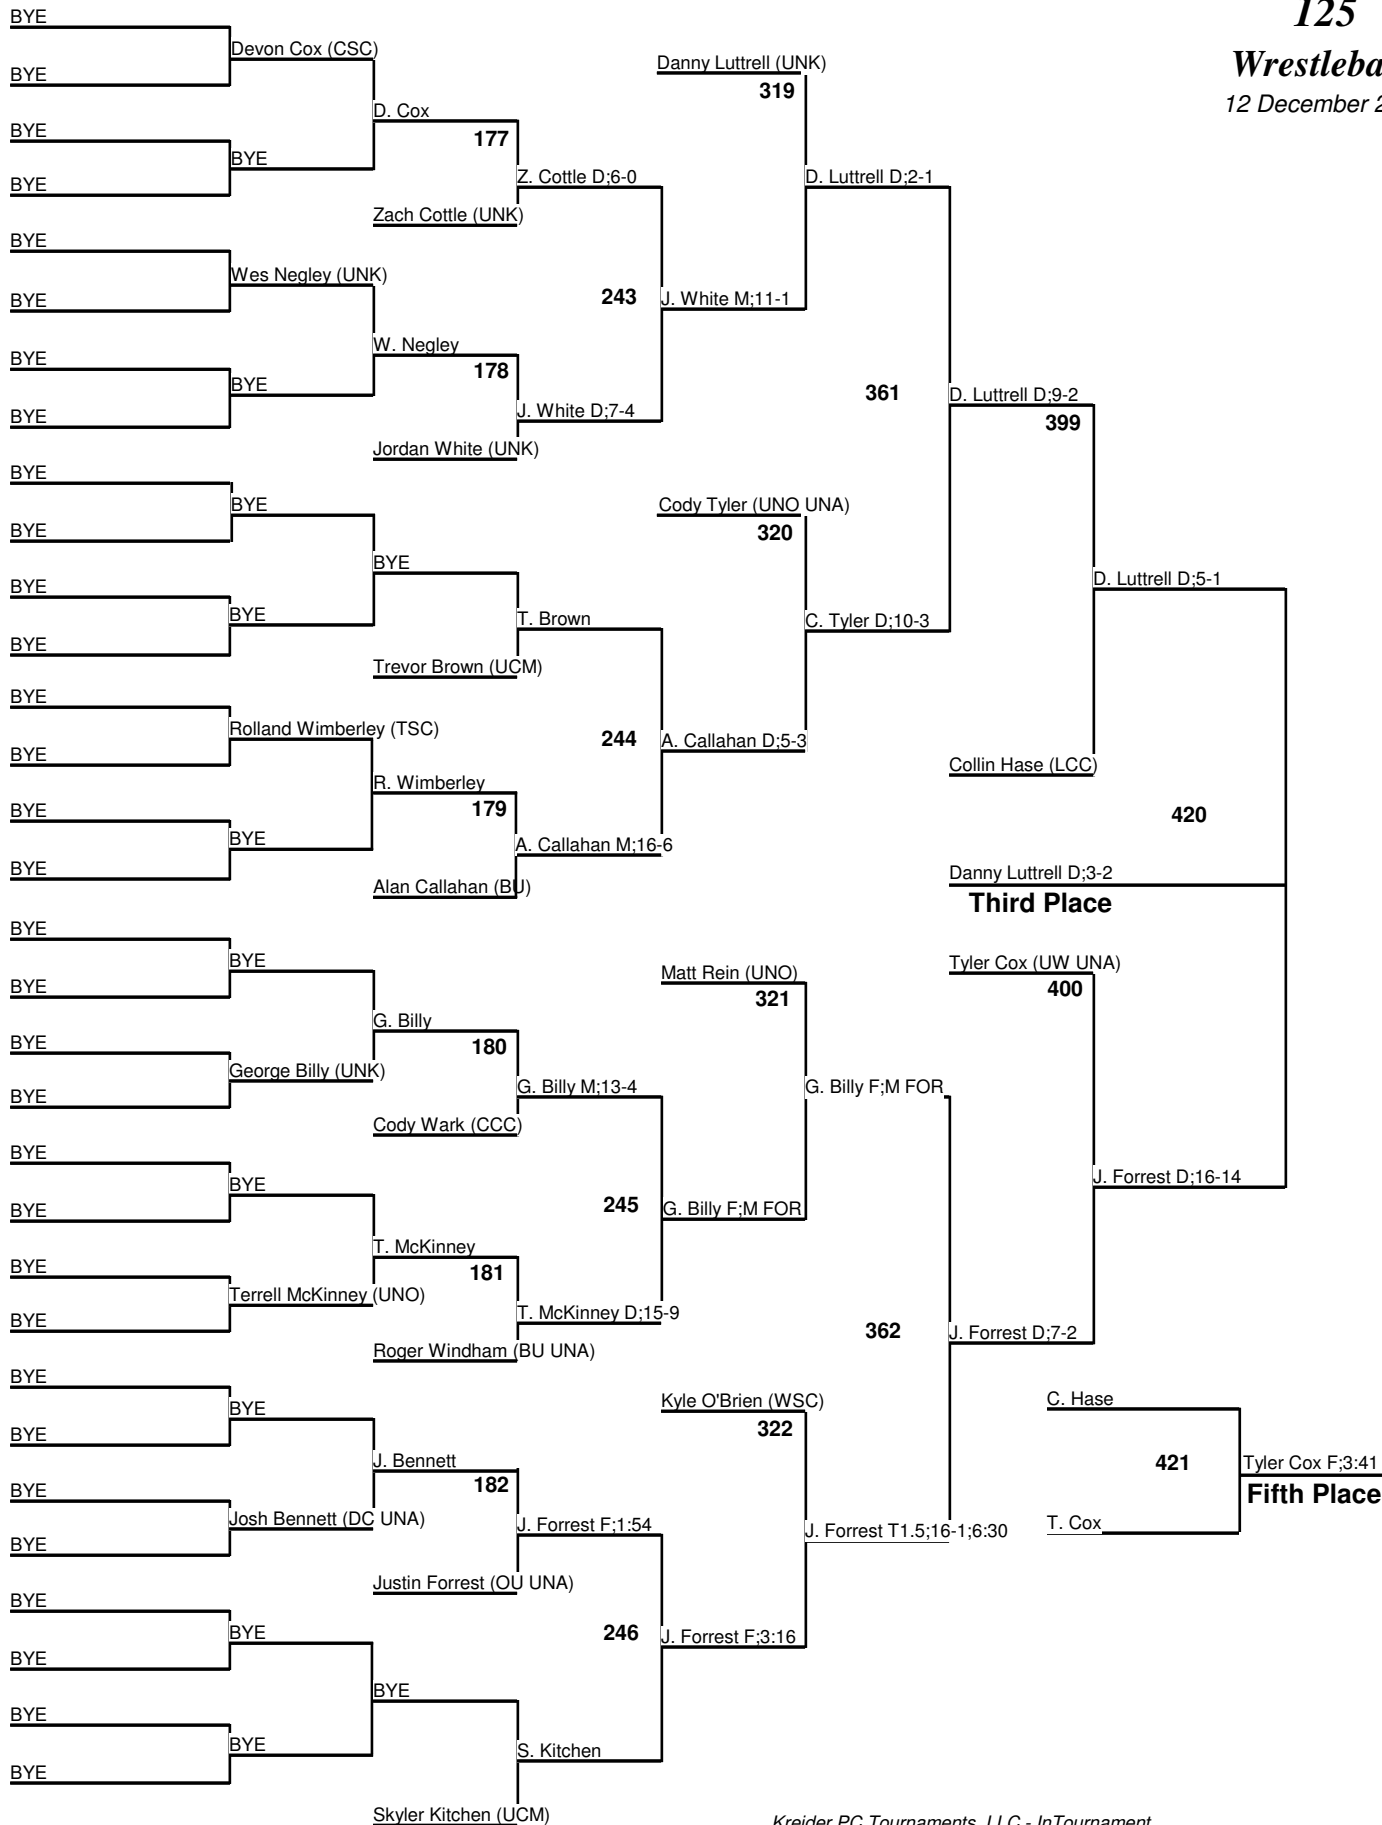 125
BYE
Wrestleba
12 December 2
Devon Cox (CSC)
BYE
Danny Luttrell (UNK)
319
D. Cox
BYE
177
BYE
Z. Cottle D;6-0
D. Luttrell D;2-1
BYE
Zach Cottle (UNK)
BYE
Wes Negley (UNK)
BYE
243
J. White M;11-1
W. Negley
BYE
178
BYE
361
D. Luttrell D;9-2
BYE
J. White D;7-4
399
Jordan White (UNK)
BYE
BYE
Cody Tyler (UNO UNA)
BYE
320
BYE
BYE
D. Luttrell D;5-1
BYE
T. Brown
C. Tyler D;10-3
BYE
Trevor Brown (UCM)
BYE
Rolland Wimberley (TSC)
BYE
244
A. Callahan D;5-3
Collin Hase (LCC)
R. Wimberley
BYE
179
420
BYE
A. Callahan M;16-6
BYE
Danny Luttrell D;3-2
Alan Callahan (BU)
Third Place
BYE
BYE
Matt Rein (UNO)
Tyler Cox (UW UNA)
BYE
321
400
G. Billy
BYE
180
George Billy (UNK)
G. Billy M;13-4
G. Billy F;M FOR
BYE
Cody Wark (CCC)
BYE
BYE
J. Forrest D;16-14
BYE
245
G. Billy F;M FOR
T. McKinney
BYE
181
Terrell McKinney (UNO)
T. McKinney D;15-9
BYE
362
J. Forrest D;7-2
Roger Windham (BU UNA)
BYE
BYE
Kyle O'Brien (WSC)
C. Hase
BYE
322
J. Bennett
421
Tyler Cox F;3:41
BYE
182
Fifth Place
Josh Bennett (DC UNA)
J. Forrest F;1:54
J. Forrest T1.5;16-1;6:30
T. Cox
BYE
Justin Forrest (OU UNA)
BYE
BYE
246
J. Forrest F;3:16
BYE
BYE
BYE
BYE
S. Kitchen
BYE
Skyler Kitchen (UCM)
Kreider PC Tournaments, LLC - InTournament